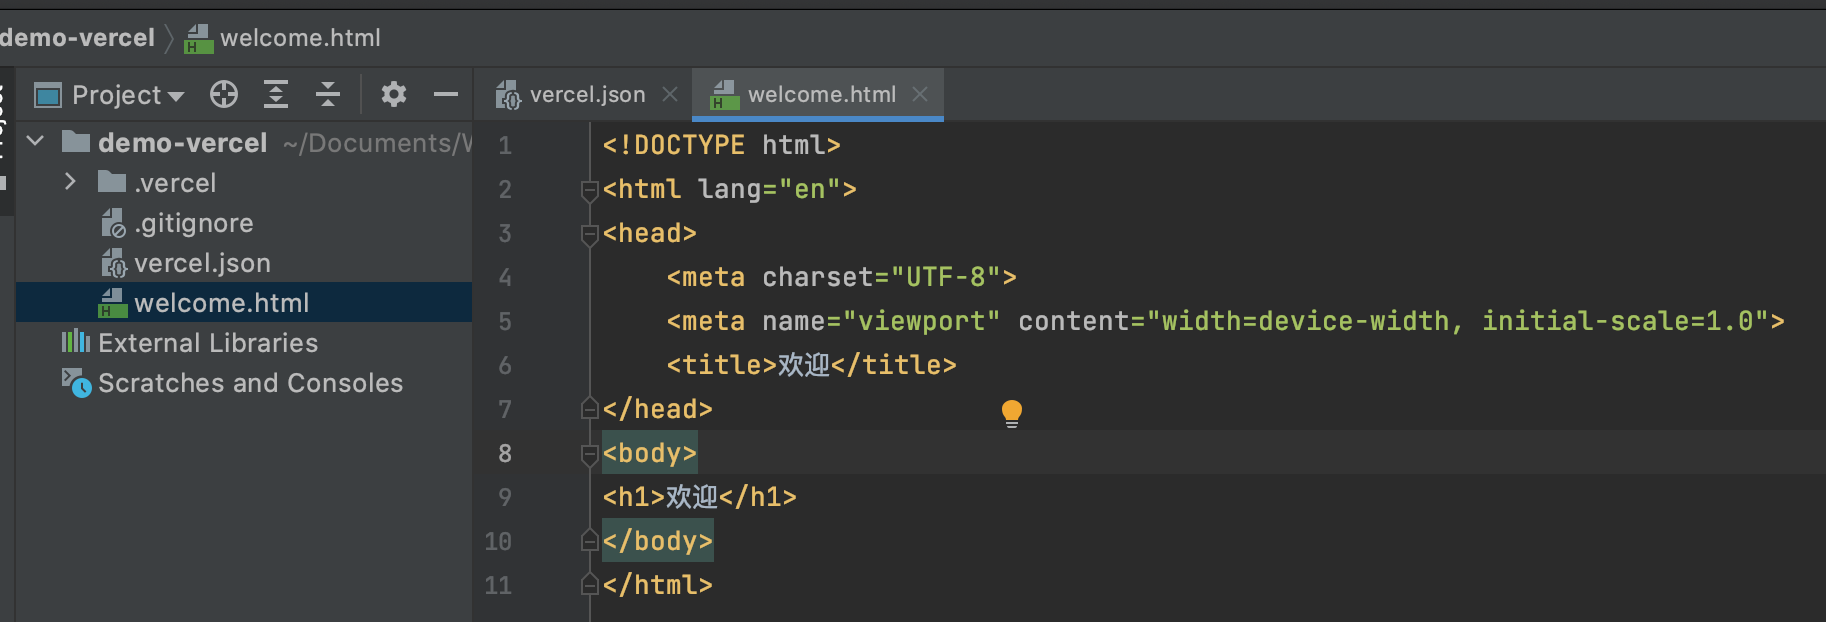 demo-vercel
welcome.html
Project
vercel.json
welcome.html
demo-vercel ~/Documents/
.vercel
.gitignore
vercel.json
welcome.html
External Libraries
Scratches and Consoles
1 <!DOCTYPE html>
2 <html lang="en">
3 <head>
4 <meta charset="UTF-8">
5 <meta name="viewport" content="width=device-width, initial-scale=1.0">
6 <title>欢迎</title>
7 </head>
8 <body>
9 <h1>欢迎</h1>
10 </body>
11 </html>